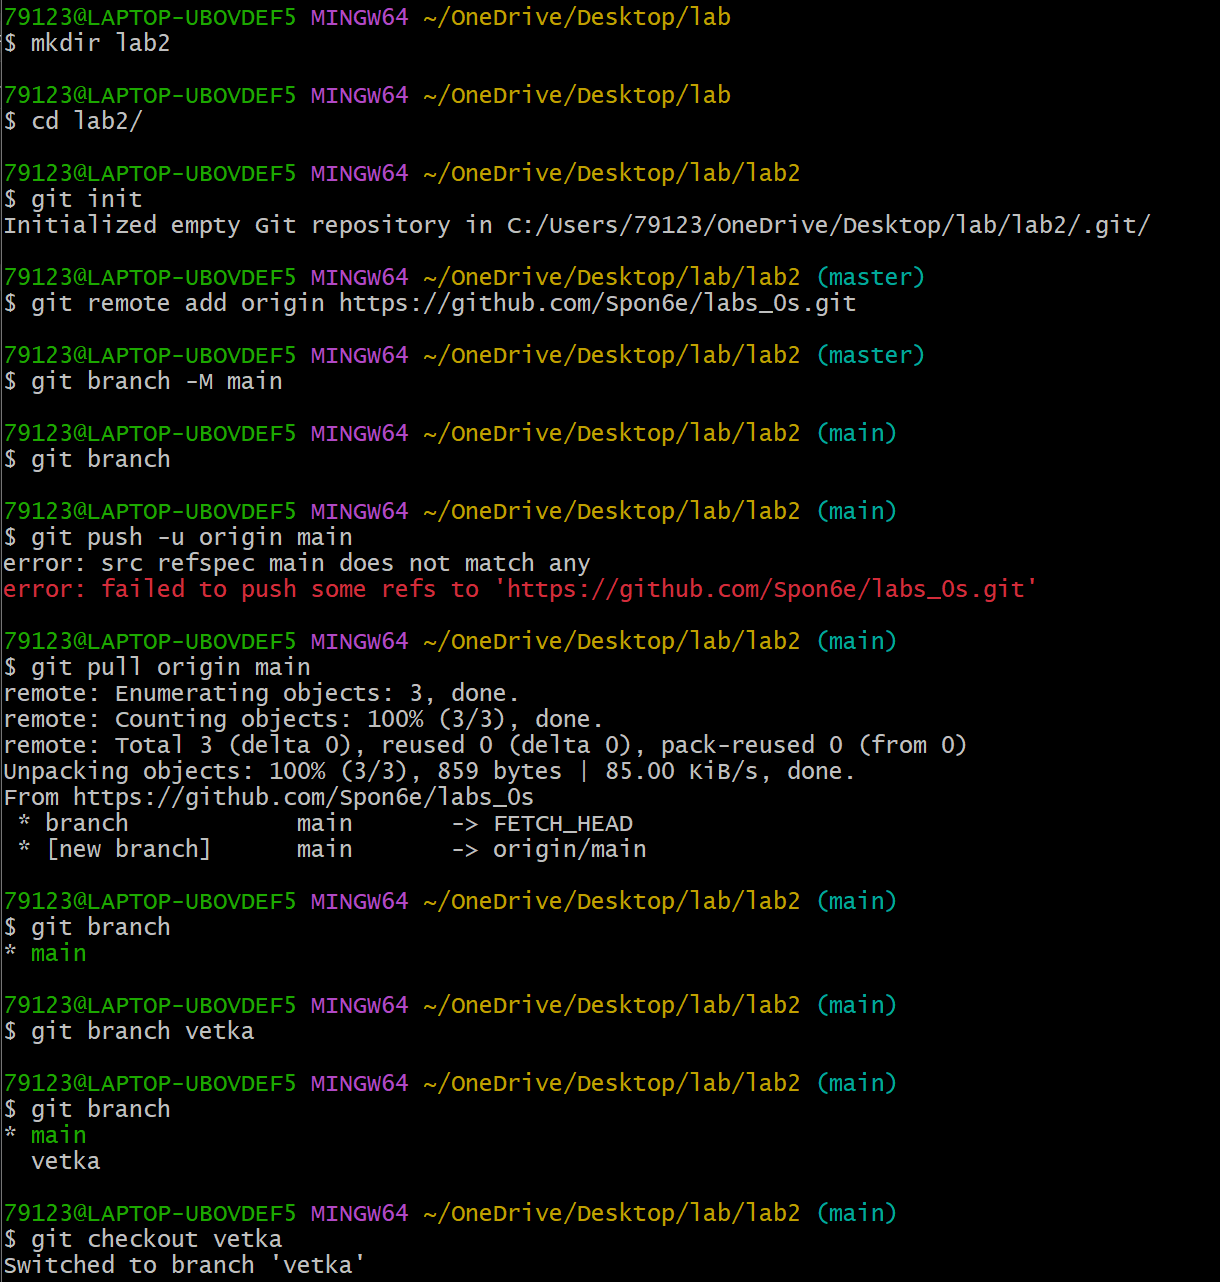 79123@LAPTOP-UBOVDEF5 MINGW64 ~/OneDrive/Desktop/lab
$ mkdir lab2
79123@LAPTOP-UBOVDEF5 MINGW64 ~/OneDrive/Desktop/lab
$ cd lab2/
79123@LAPTOP-UBOVDEF5 MINGW64 ~/OneDrive/Desktop/lab/lab2
$ git init
Initialized empty Git repository in C:/Users/79123/OneDrive/Desktop/lab/lab2/.git/
79123@LAPTOP-UBOVDEF5 MINGW64 ~/OneDrive/Desktop/lab/lab2 (master)
$ git remote add origin https://github.com/Spon6e/labs_Os.git
79123@LAPTOP-UBOVDEF5 MINGW64 ~/OneDrive/Desktop/lab/lab2 (master)
$ git branch -M main
79123@LAPTOP-UBOVDEF5 MINGW64 ~/OneDrive/Desktop/lab/lab2 (main)
$ git branch
79123@LAPTOP-UBOVDEF5 MINGW64 ~/OneDrive/Desktop/lab/lab2 (main)
$ git push -u origin main
error: src refspec main does not match any
error: failed to push some refs to 'https://github.com/Spon6e/labs_Os.git'
79123@LAPTOP-UBOVDEF5 MINGW64 ~/OneDrive/Desktop/lab/lab2 (main)
$ git pull origin main
remote: Enumerating objects: 3, done.
remote: Counting objects: 100% (3/3), done.
remote: Total 3 (delta 0), reused 0 (delta 0), pack-reused 0 (from 0)
Unpacking objects: 100% (3/3), 859 bytes | 85.00 KiB/s, done.
From https://github.com/Spon6e/labs_Os
 * branch            main       -> FETCH_HEAD
 * [new branch]      main       -> origin/main
79123@LAPTOP-UBOVDEF5 MINGW64 ~/OneDrive/Desktop/lab/lab2 (main)
$ git branch
* main
79123@LAPTOP-UBOVDEF5 MINGW64 ~/OneDrive/Desktop/lab/lab2 (main)
$ git branch vetka
79123@LAPTOP-UBOVDEF5 MINGW64 ~/OneDrive/Desktop/lab/lab2 (main)
$ git branch
* main
  vetka
79123@LAPTOP-UBOVDEF5 MINGW64 ~/OneDrive/Desktop/lab/lab2 (main)
$ git checkout vetka
Switched to branch 'vetka'